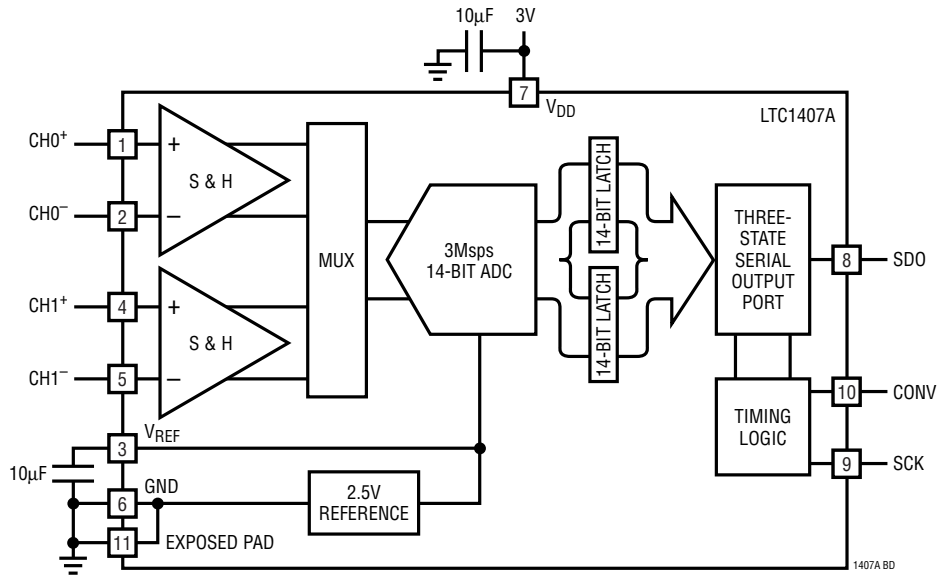 10µF 3V
7
VDD
LTC1407A
CH0+
1
+
S & H
CH0–
2
–
MUX
3Msps
14-BIT ADC
14-BIT LATCH
14-BIT LATCH
THREE-
STATE
SERIAL
OUTPUT
PORT
8
SDO
CH1+
4
+
S & H
CH1–
5
–
TIMING
LOGIC
10
CONV
9
SCK
VREF
3
10µF
GND
6
2.5V
REFERENCE
11
EXPOSED PAD
1407A BD